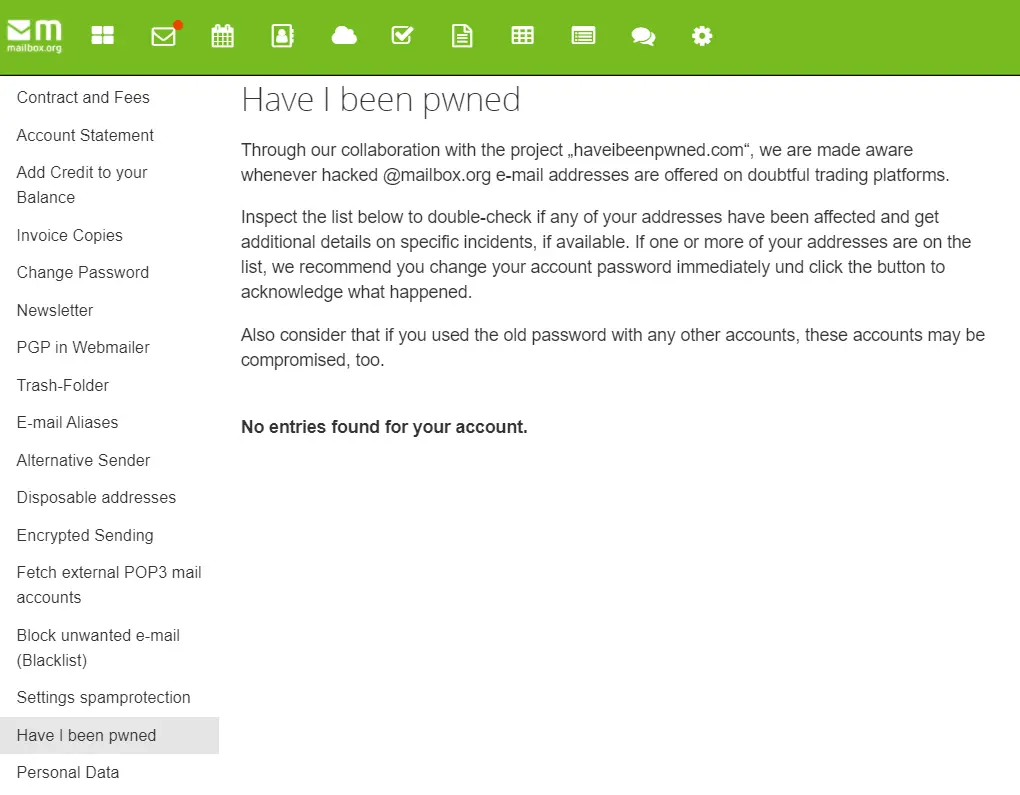 m
mailbox.org
Contract and Fees
Account Statement
Add Credit to your
Balance
Invoice Copies
Change Password
Newsletter
PGP in Webmailer
Trash-Folder
E-mail Aliases
Alternative Sender
Disposable addresses
Encrypted Sending
Fetch external POP3 mail
accounts
Block unwanted e-mail
(Blacklist)
Settings spamprotection
Have I been pwned
Personal Data
Have I been pwned
Through our collaboration with the project „haveibeenpwned.com“, we are made aware
whenever hacked @mailbox.org e-mail addresses are offered on doubtful trading platforms.
Inspect the list below to double-check if any of your addresses have been affected and get
additional details on specific incidents, if available. If one or more of your addresses are on the
list, we recommend you change your account password immediately und click the button to
acknowledge what happened.
Also consider that if you used the old password with any other accounts, these accounts may be
compromised, too.
No entries found for your account.